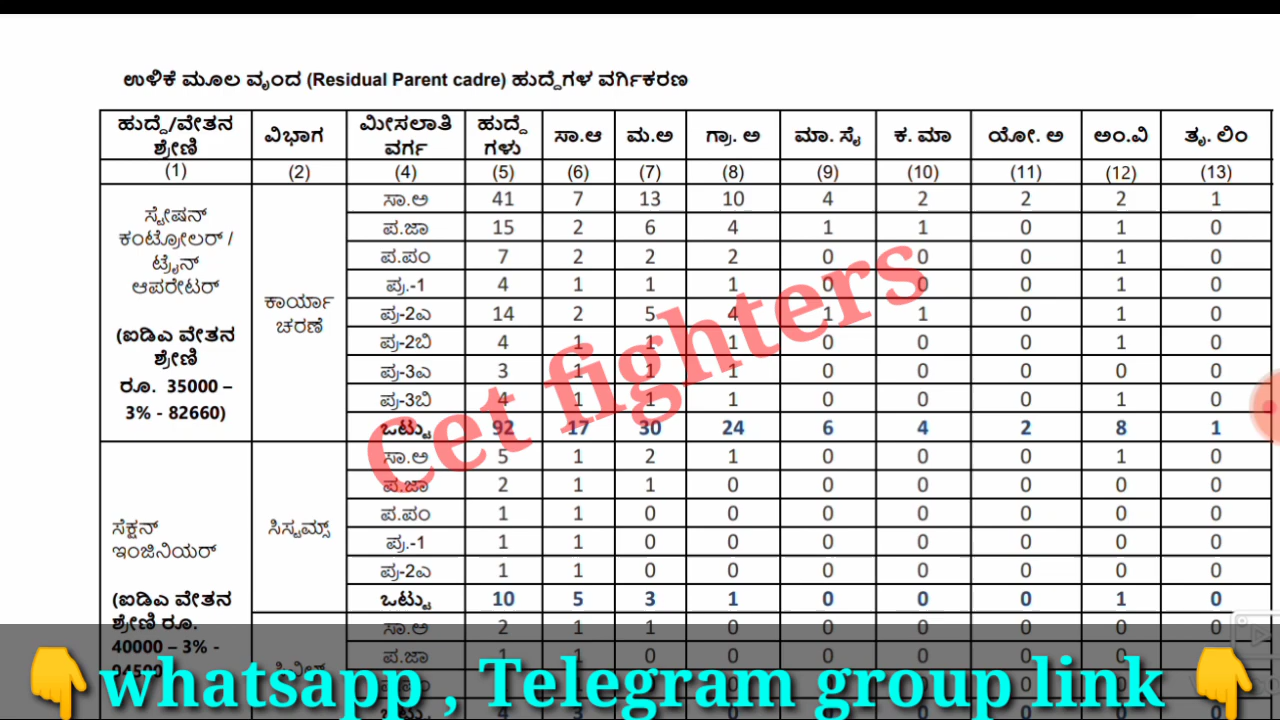 ಉಳಿಕೆ ಮೂಲ ವೃಂದ (Residual Parent cadre) ಹುದ್ದೆಗಳ ವರ್ಗಿಕರಣ
ಹುದ್ದೆ/ವೇತನ ಶ್ರೇಣಿ ವಿಭಾಗ ಮೀಸಲಾತಿ ವರ್ಗ ಹುದ್ದೆಗಳು ಸಾ.ಆ ಮ.ಅ ಗ್ರಾ. ಅ ಮಾ. ಸೈ ಕ. ಮಾ ಯೋ. ಅ ಅಂ.ವಿ ತೃ. ಲಿಂ
(1) (2) (4) (5) (6) (7) (8) (9) (10) (11) (12) (13)
ಸ್ಟೇಷನ್
ಕಂಟ್ರೋಲರ್ /
ಟ್ರೈನ್
ಆಪರೇಟರ್
(ಐಡಿಎ ವೇತನ
ಶ್ರೇಣಿ
ರೂ. 35000 –
3% - 82660)
ಕಾರ್ಯಾ
ಚರಣೆ
ಸಾ.ಅ 41 7 13 10 4 2 2 2 1
ಪ.ಜಾ 15 2 6 4 1 1 0 1 0
ಪ.ಪಂ 7 2 2 2 0 0 0 1 0
ಪ್ರ.-1 4 1 1 1 0 0 0 1 0
ಪ್ರ-2ಎ 14 2 5 4 1 1 0 1 0
ಪ್ರ-2ಬಿ 4 1 1 1 0 0 0 1 0
ಪ್ರ-3ಎ 3 1 1 1 0 0 0 0 0
ಪ್ರ-3ಬಿ 4 1 1 1 0 0 0 1 0
ಒಟ್ಟು 92 17 30 24 6 4 2 8 1
ಸೆಕ್ಷನ್
ಇಂಜಿನಿಯರ್
(ಐಡಿಎ ವೇತನ
ಶ್ರೇಣಿ ರೂ.
40000 – 3% -
ಸಿಸ್ಟಮ್ಸ್
ಸಾ.ಅ 5 1 2 1 0 0 0 1 0
ಪ.ಜಾ 2 1 1 0 0 0 0 0 0
ಪ.ಪಂ 1 1 0 0 0 0 0 0 0
ಪ್ರ.-1 1 1 0 0 0 0 0 0 0
ಪ್ರ-2ಎ 1 1 0 0 0 0 0 0 0
ಒಟ್ಟು 10 5 3 1 0 0 0 1 0
ಸಾ.ಅ 2 1 1 0 0 0 0 0 0
ಪ.ಜಾ 1 1 0 0 0 0 0 0 0
Cet fighters
whatsapp , Telegram group link